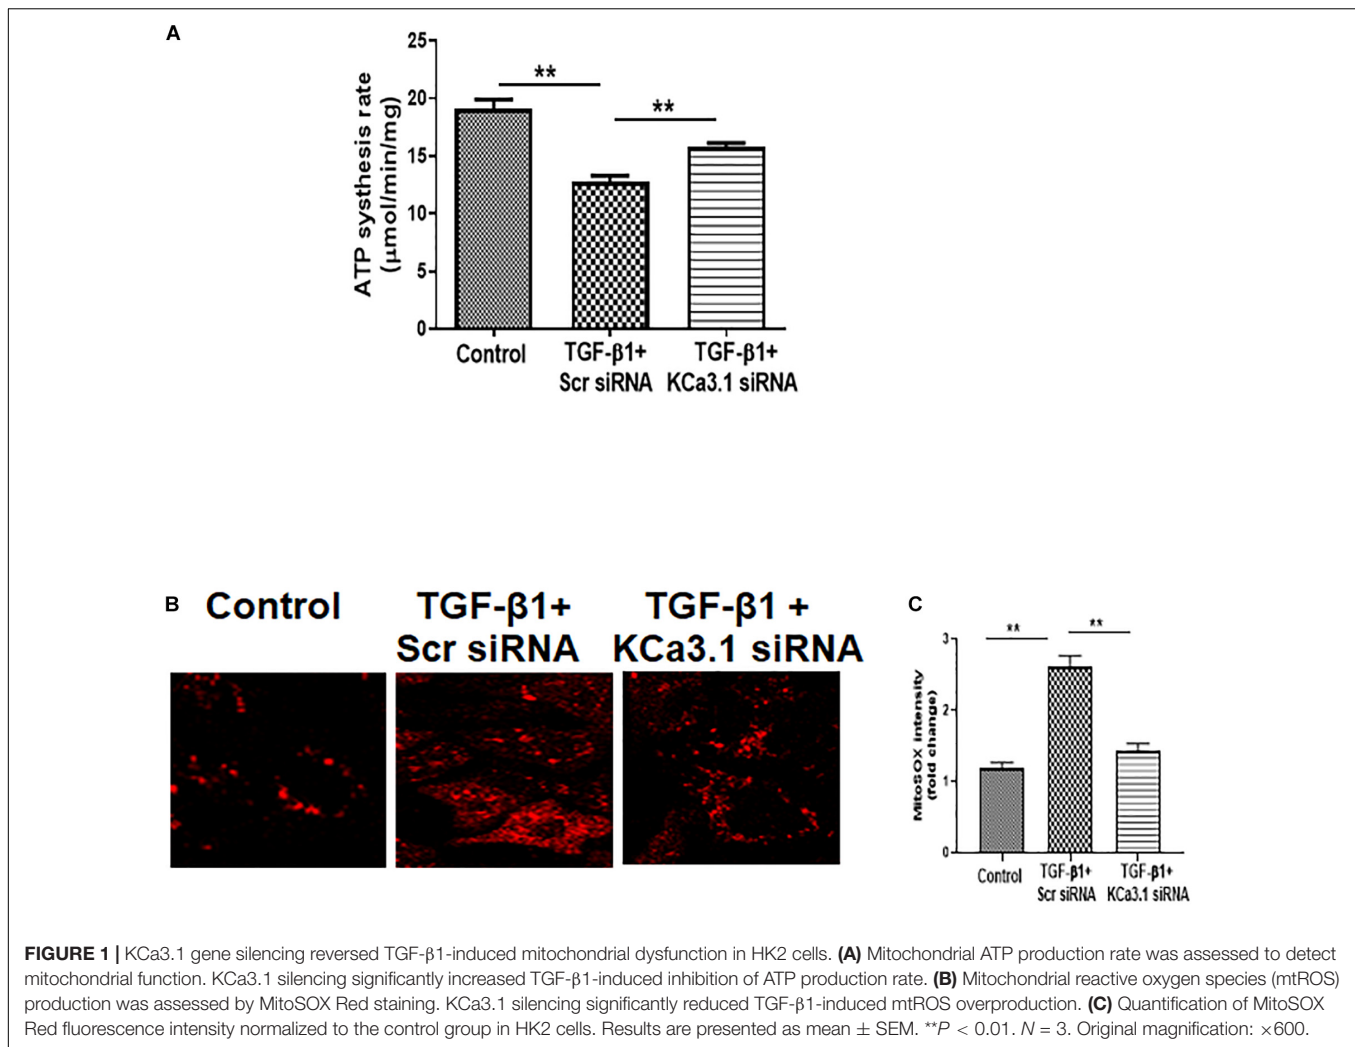 A
25
20
15
10
5
0
ATP systhesis rate
(μmol/min/mg)
**
**
Control
TGF-β1+
Scr siRNA
TGF-β1+
KCa3.1 siRNA
B
Control
TGF-β1+
Scr siRNA
TGF-β1 +
KCa3.1 siRNA
C
3
2
1
0
MitoSOX intensity
(fold change)
**
**
Control
TGF-β1+
Scr siRNA
TGF-β1+
KCa3.1 siRNA
FIGURE 1 | KCa3.1 gene silencing reversed TGF-β1-induced mitochondrial dysfunction in HK2 cells. (A) Mitochondrial ATP production rate was assessed to detect
mitochondrial function. KCa3.1 silencing significantly increased TGF-β1-induced inhibition of ATP production rate. (B) Mitochondrial reactive oxygen species (mtROS)
production was assessed by MitoSOX Red staining. KCa3.1 silencing significantly reduced TGF-β1-induced mtROS overproduction. (C) Quantification of MitoSOX
Red fluorescence intensity normalized to the control group in HK2 cells. Results are presented as mean ± SEM. **P < 0.01. N = 3. Original magnification: ×600.